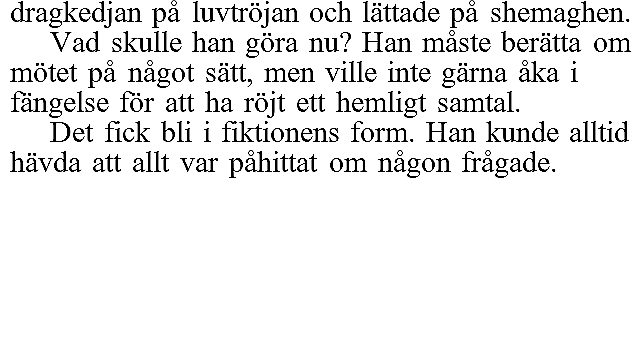 dragkedjan på luvtröjan och lättade på shemaghen.
Vad skulle han göra nu? Han måste berätta om
mötet på något sätt, men ville inte gärna åka i
fängelse för att ha röjt ett hemligt samtal.
Det fick bli i fiktionens form. Han kunde alltid
hävda att allt var påhittat om någon frågade.